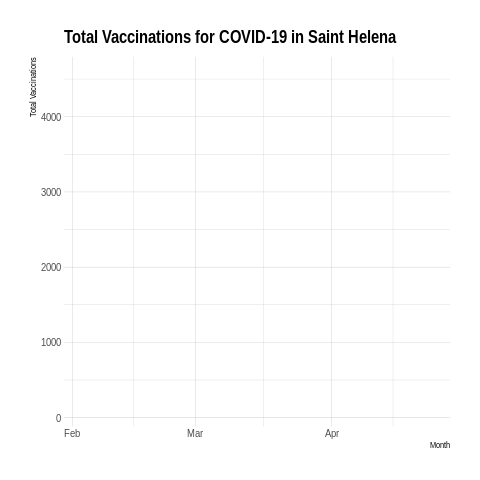 Total Vaccinations for COVID-19 in Saint Helena
Total Vaccinations
4000
3000
2000
1000
0
Feb Mar Apr
Month